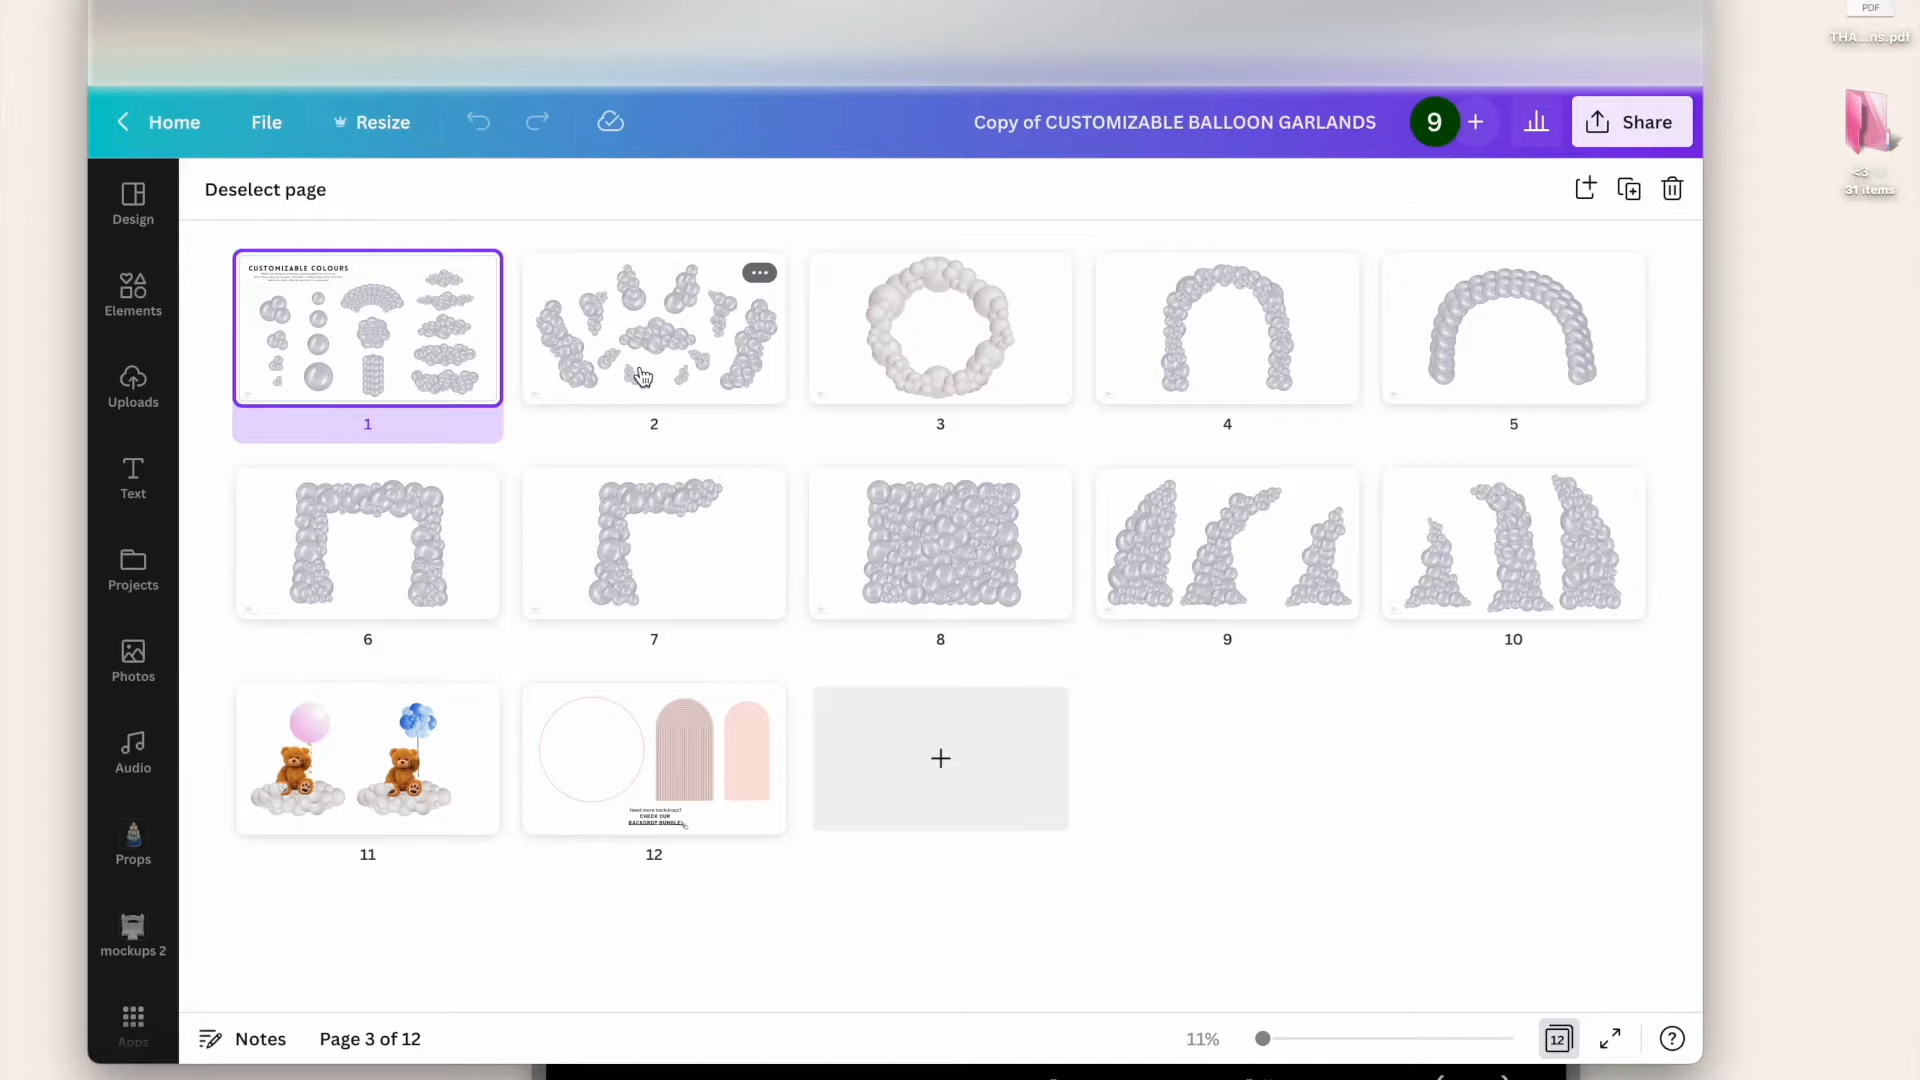 PDF
THA...ns.pdf
Home
File
Resize
Copy of CUSTOMIZABLE BALLOON GARLANDS
9
Share
<3
31 items
Design
Elements
Uploads
Text
Projects
Photos
Audio
Props
mockups 2
Apps
Deselect page
CUSTOMIZABLE COLOURS
1
2
3
4
5
6
7
8
9
10
Need more backdrops?
CHECK OUR
BACKDROP BUNDLE!
11
12
Notes
Page 3 of 12
11%
12